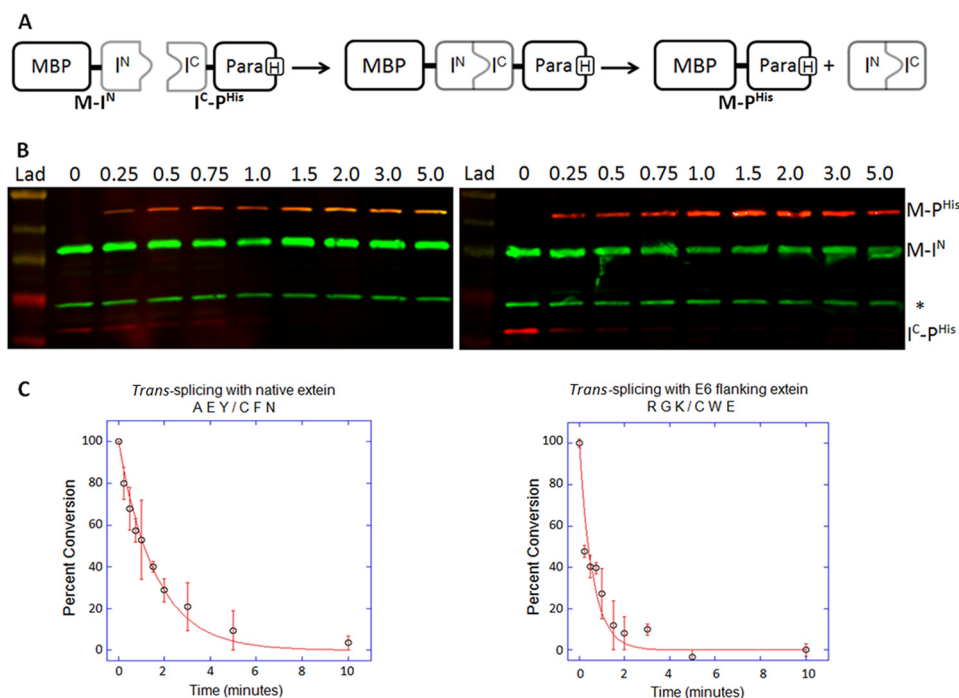 A
MBP I^N I^C Para H MBP I^N I^C Para H MBP Para H + I^N I^C
M-I^N I^C-P^His M-P^His
B
Lad 0 0.25 0.5 0.75 1.0 1.5 2.0 3.0 5.0 Lad 0 0.25 0.5 0.75 1.0 1.5 2.0 3.0 5.0
M-P^His
M-I^N
*
I^C-P^His
C
Trans-splicing with native extein
A E Y / C F N
Percent Conversion
100
80
60
40
20
0
0 2 4 6 8 10
Time (minutes)
Trans-splicing with E6 flanking extein
R G K / C W E
Percent Conversion
100
80
60
40
20
0
0 2 4 6 8 10
Time (minutes)